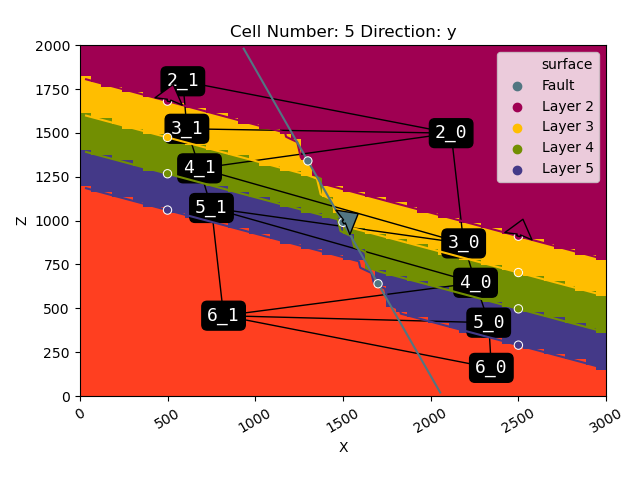 Cell Number: 5 Direction: y
2000
1750
1500
1250
1000
750
500
250
0
Z
0
500
1000
1500
2000
2500
3000
X
surface
Fault
Layer 2
Layer 3
Layer 4
Layer 5
2_1
3_1
4_1
5_1
6_1
2_0
3_0
4_0
5_0
6_0